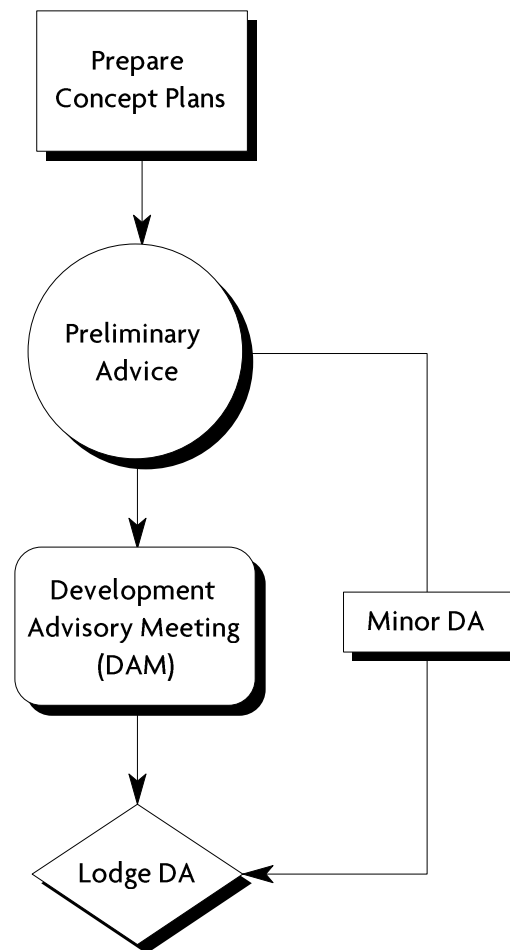 Prepare
Concept Plans
Preliminary
Advice
Development
Advisory Meeting
(DAM)
Minor DA
Lodge DA